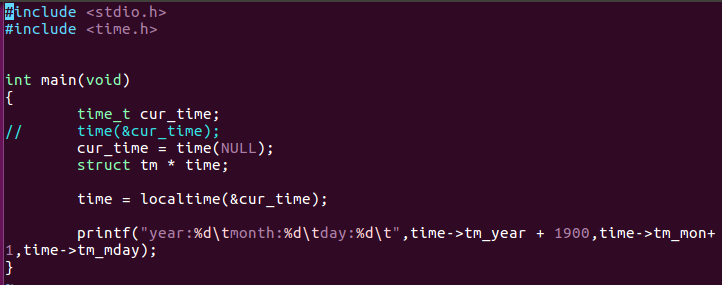 #include <stdio.h>
#include <time.h>
int main(void)
{
        time_t cur_time;
//      time(&cur_time);
        cur_time = time(NULL);
        struct tm * time;
        time = localtime(&cur_time);
        printf("year:%d\tmonth:%d\tday:%d\t",time->tm_year + 1900,time->tm_mon+
1,time->tm_mday);
}